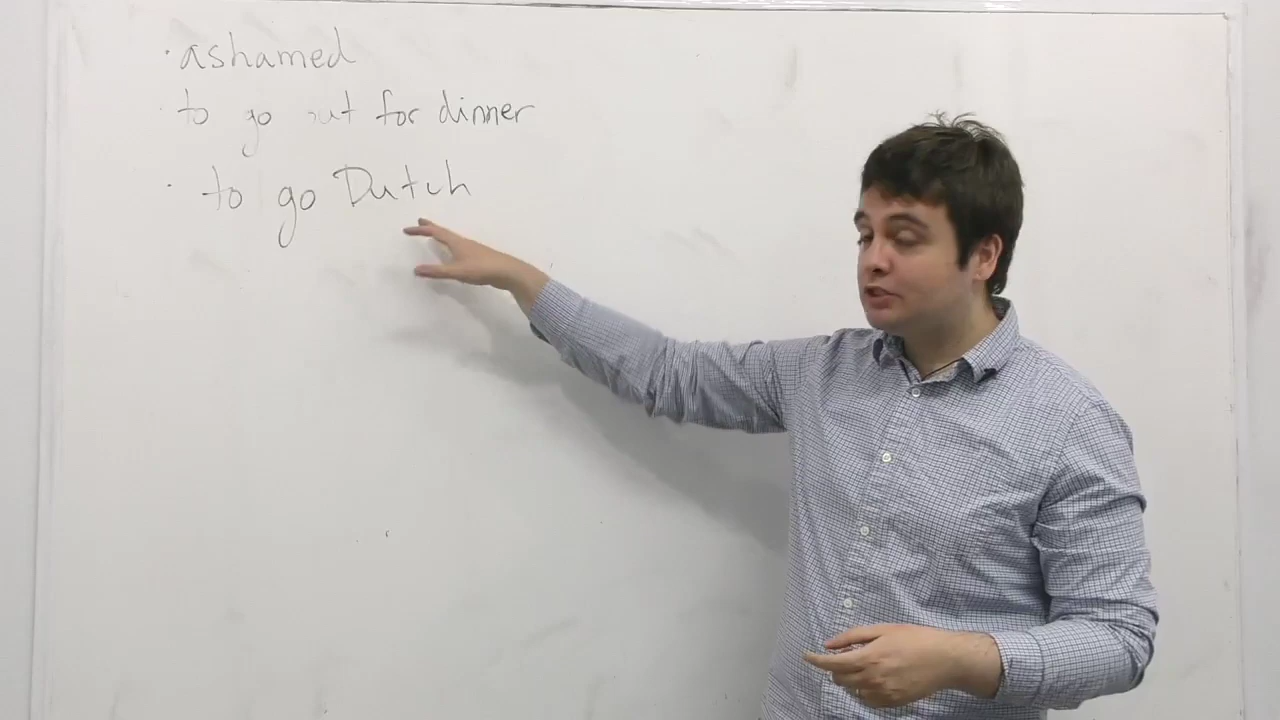 · ashamed
· to go out for dinner
· to go Dutch